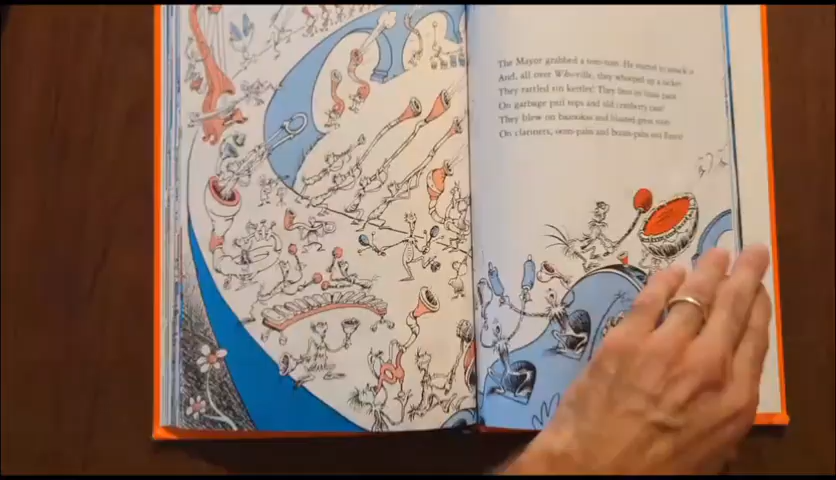 The Mayor grabbed a tom-tom. He started to smack it
And, all over Who-ville, they whooped up a racket.
They rattled tin kettles! They beat on brass pans,
On garbage pail tops and old cranberry cans!
They blew on bazookas and blasted great toots
On clarinets, oom-pahs and boom-pahs and flutes!